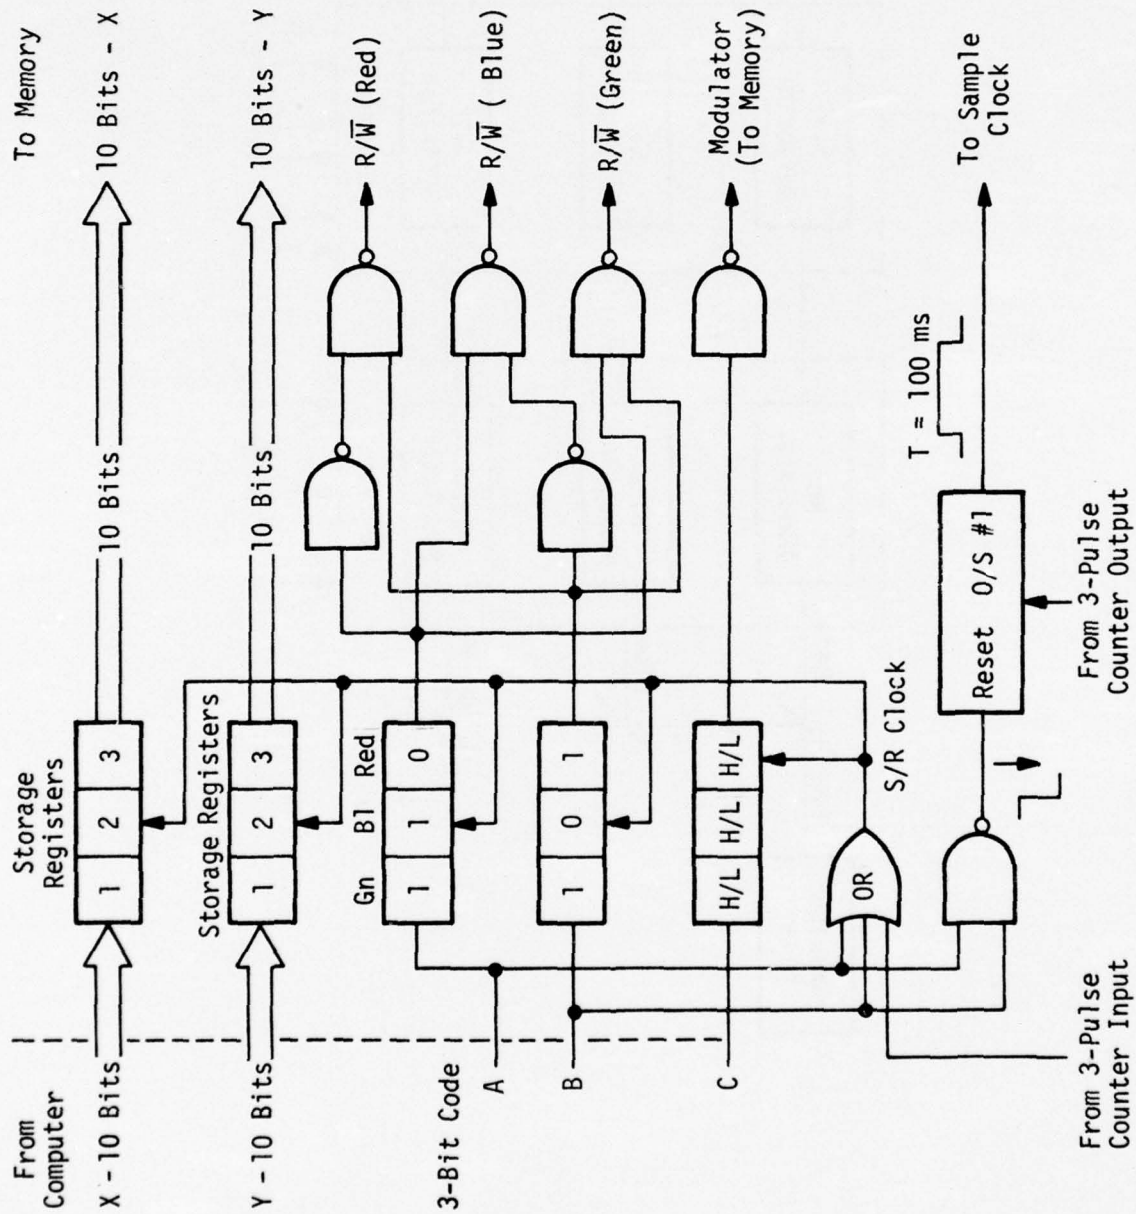 From
Computer
Storage
Registers
To Memory
X - 10 Bits
1 2 3
10 Bits
10 Bits - X
Storage Registers
Y - 10 Bits
1 2 3
10 Bits
10 Bits - Y
3-Bit Code
Gn Bl Red
A
1 1 0
R/W̅ (Red)
B
1 0 1
R/W̅ ( Blue)
R/W̅ (Green)
C
H/L H/L H/L
Modulator
(To Memory)
OR
S/R Clock
T = 100 ms
Reset O/S #1
To Sample
Clock
From 3-Pulse
Counter Input
From 3-Pulse
Counter Output